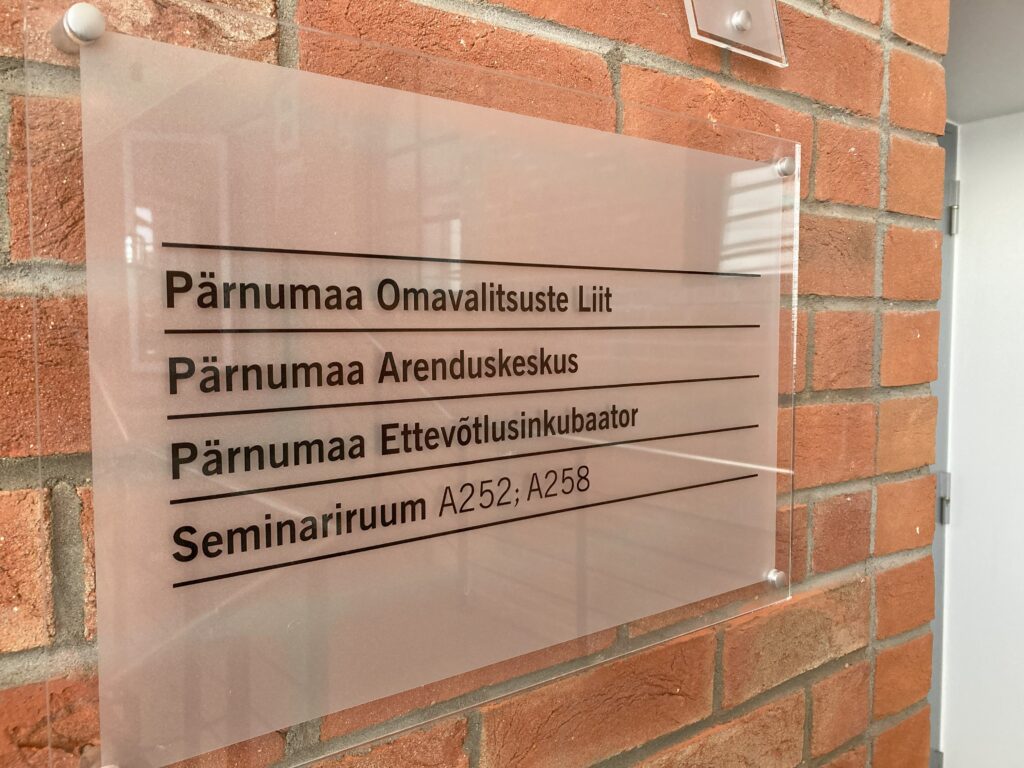 Pärnumaa Omavalitsuste Liit
Pärnumaa Arenduskeskus
Pärnumaa Ettevõtlusinkubaator
Seminariruum A252; A258